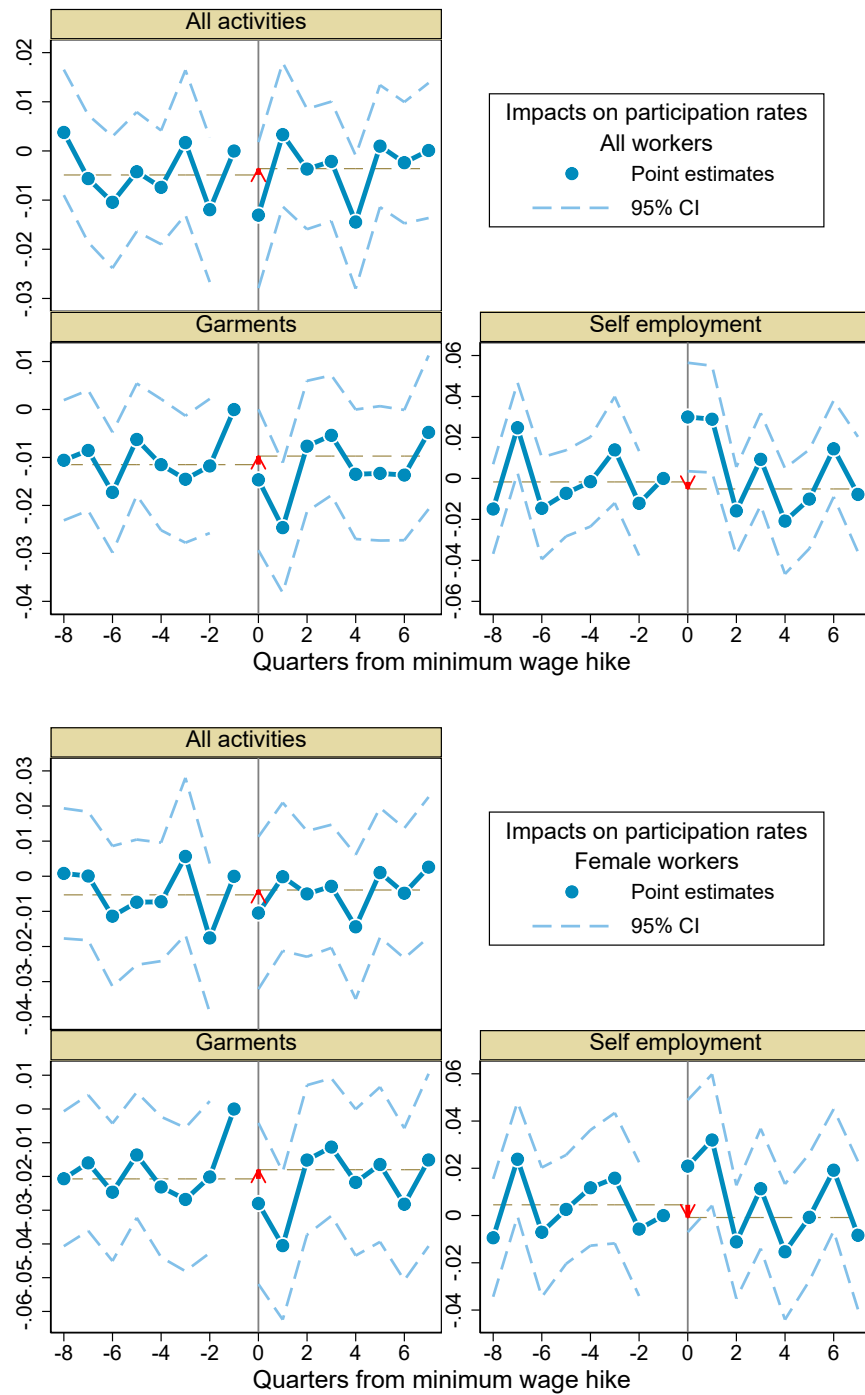 All activities
.02
.01
0
-.01
-.02
-.03
Impacts on participation rates
All workers
Point estimates
95% CI
Garments
.01
0
-.01
-.02
-.03
-.04
-8 -6 -4 -2 0 2 4 6
Self employment
.06
.04
.02
0
-.02
-.04
-.06
-8 -6 -4 -2 0 2 4 6
Quarters from minimum wage hike
All activities
.03
.02
.01
0
-.01
-.02
-.03
-.04
Impacts on participation rates
Female workers
Point estimates
95% CI
Garments
.01
0
-.01
-.02
-.03
-.04
-.05
-.06
-8 -6 -4 -2 0 2 4 6
Self employment
.06
.04
.02
0
-.02
-.04
-8 -6 -4 -2 0 2 4 6
Quarters from minimum wage hike